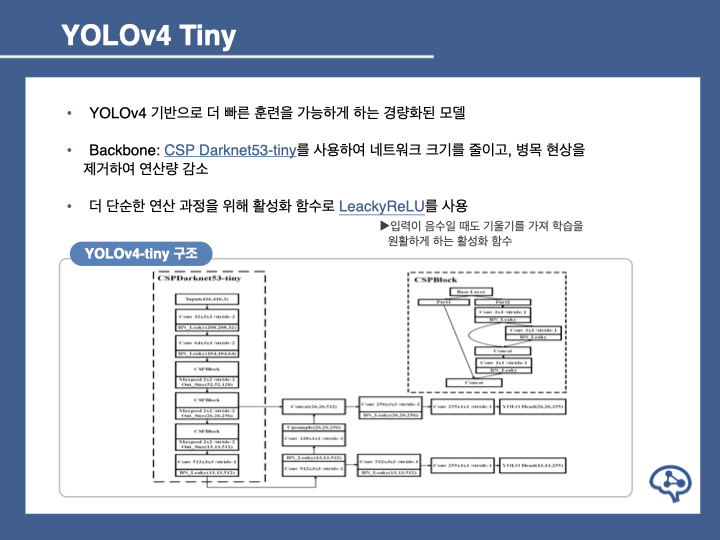 YOLOv4 Tiny
• YOLOv4 기반으로 더 빠른 훈련을 가능하게 하는 경량화된 모델
• Backbone: CSP Darknet53-tiny를 사용하여 네트워크 크기를 줄이고, 병목 현상을
제거하여 연산량 감소
• 더 단순한 연산 과정을 위해 활성화 함수로 LeackyReLU를 사용
▶입력이 음수일 때도 기울기를 가져 학습을
원활하게 하는 활성화 함수
YOLOv4-tiny 구조
CSPDarknet53-tiny
Input(416,416,3)
Conv 32x3x3/stride-2
BN_Leaky(208,208,32)
Conv 64x3x3/stride-2
BN_Leaky(104,104,64)
CSPBlock
Maxpool 2x2 /stride-2
Out_Size(52,52,128)
CSPBlock
Maxpool 2x2 /stride-2
Out_Size(26,26,256)
CSPBlock
Maxpool 2x2 /stride-2
Out_Size(13,13,512)
Conv 512x3x3 /stride-1
BN_Leaky(13,13,512)
CSPBlock
Base Layer
Part1
Part2
Conv 3x3 /stride-1
BN_Leaky
Conv 3x3 /stride-1
BN_Leaky
Concat
Conv 1x1 /stride-1
BN_Leaky
Concat
Concat(26,26,512)
Conv 256x3x3 /stride-1
BN_Leaky(26,26,256)
Conv 255x1x1 /stride-1
YOLO Head(26,26,255)
Upsample(26,26,256)
Conv 128x1x1 /stride-1
BN_Leaky(13,13,512)
Conv 512x3x3 /stride-1
Conv 512x3x3 /stride-1
BN_Leaky(13,13,512)
Conv 255x1x1 /stride-1
YOLO Head(13,13,255)